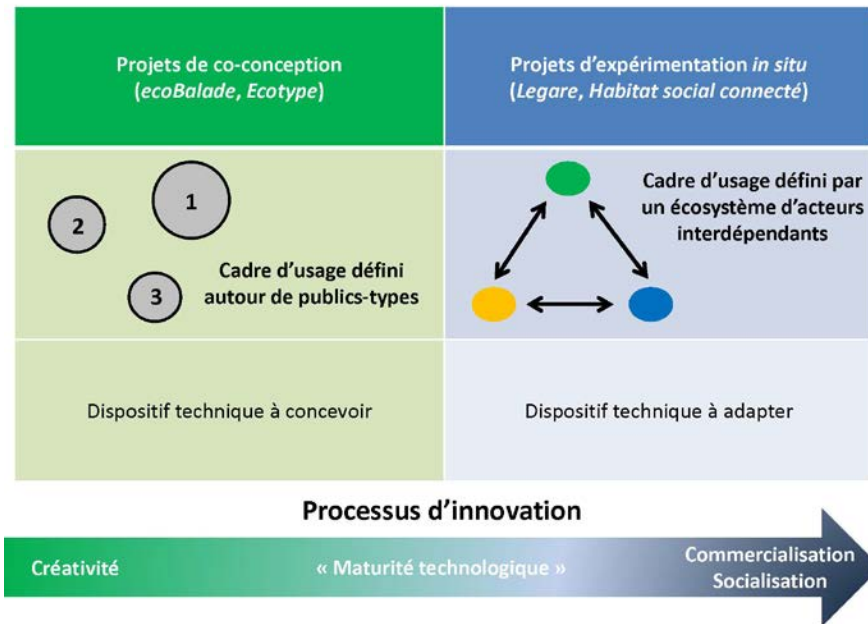 Projets de co-conception
(ecoBalade, Ecotype)
Projets d'expérimentation in situ
(Legare, Habitat social connecté)
1
2
3
Cadre d'usage défini
autour de publics-types
Cadre d'usage défini par
un écosystème d'acteurs
interdépendants
Dispositif technique à concevoir
Dispositif technique à adapter
Processus d'innovation
Créativité
« Maturité technologique »
Commercialisation
Socialisation